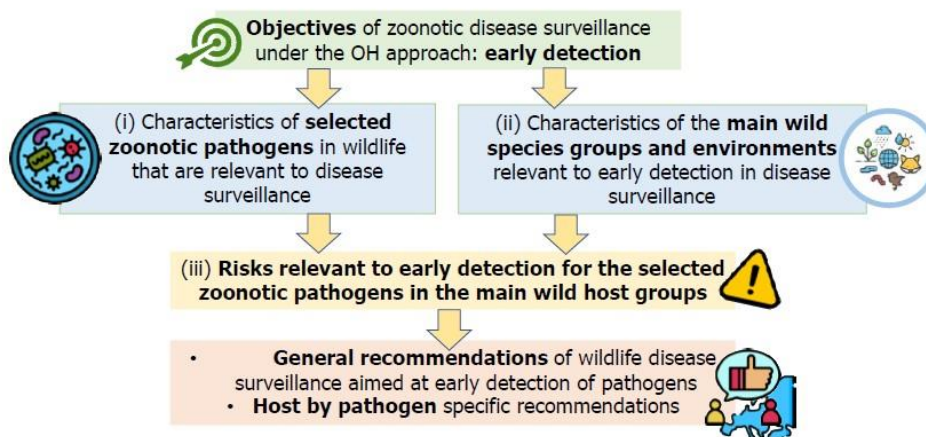 Objectives of zoonotic disease surveillance
under the OH approach: early detection
(i) Characteristics of selected
zoonotic pathogens in wildlife
that are relevant to disease
surveillance
(ii) Characteristics of the main wild
species groups and environments
relevant to early detection in disease
surveillance
(iii) Risks relevant to early detection for the selected
zoonotic pathogens in the main wild host groups
• General recommendations of wildlife disease
surveillance aimed at early detection of pathogens
• Host by pathogen specific recommendations